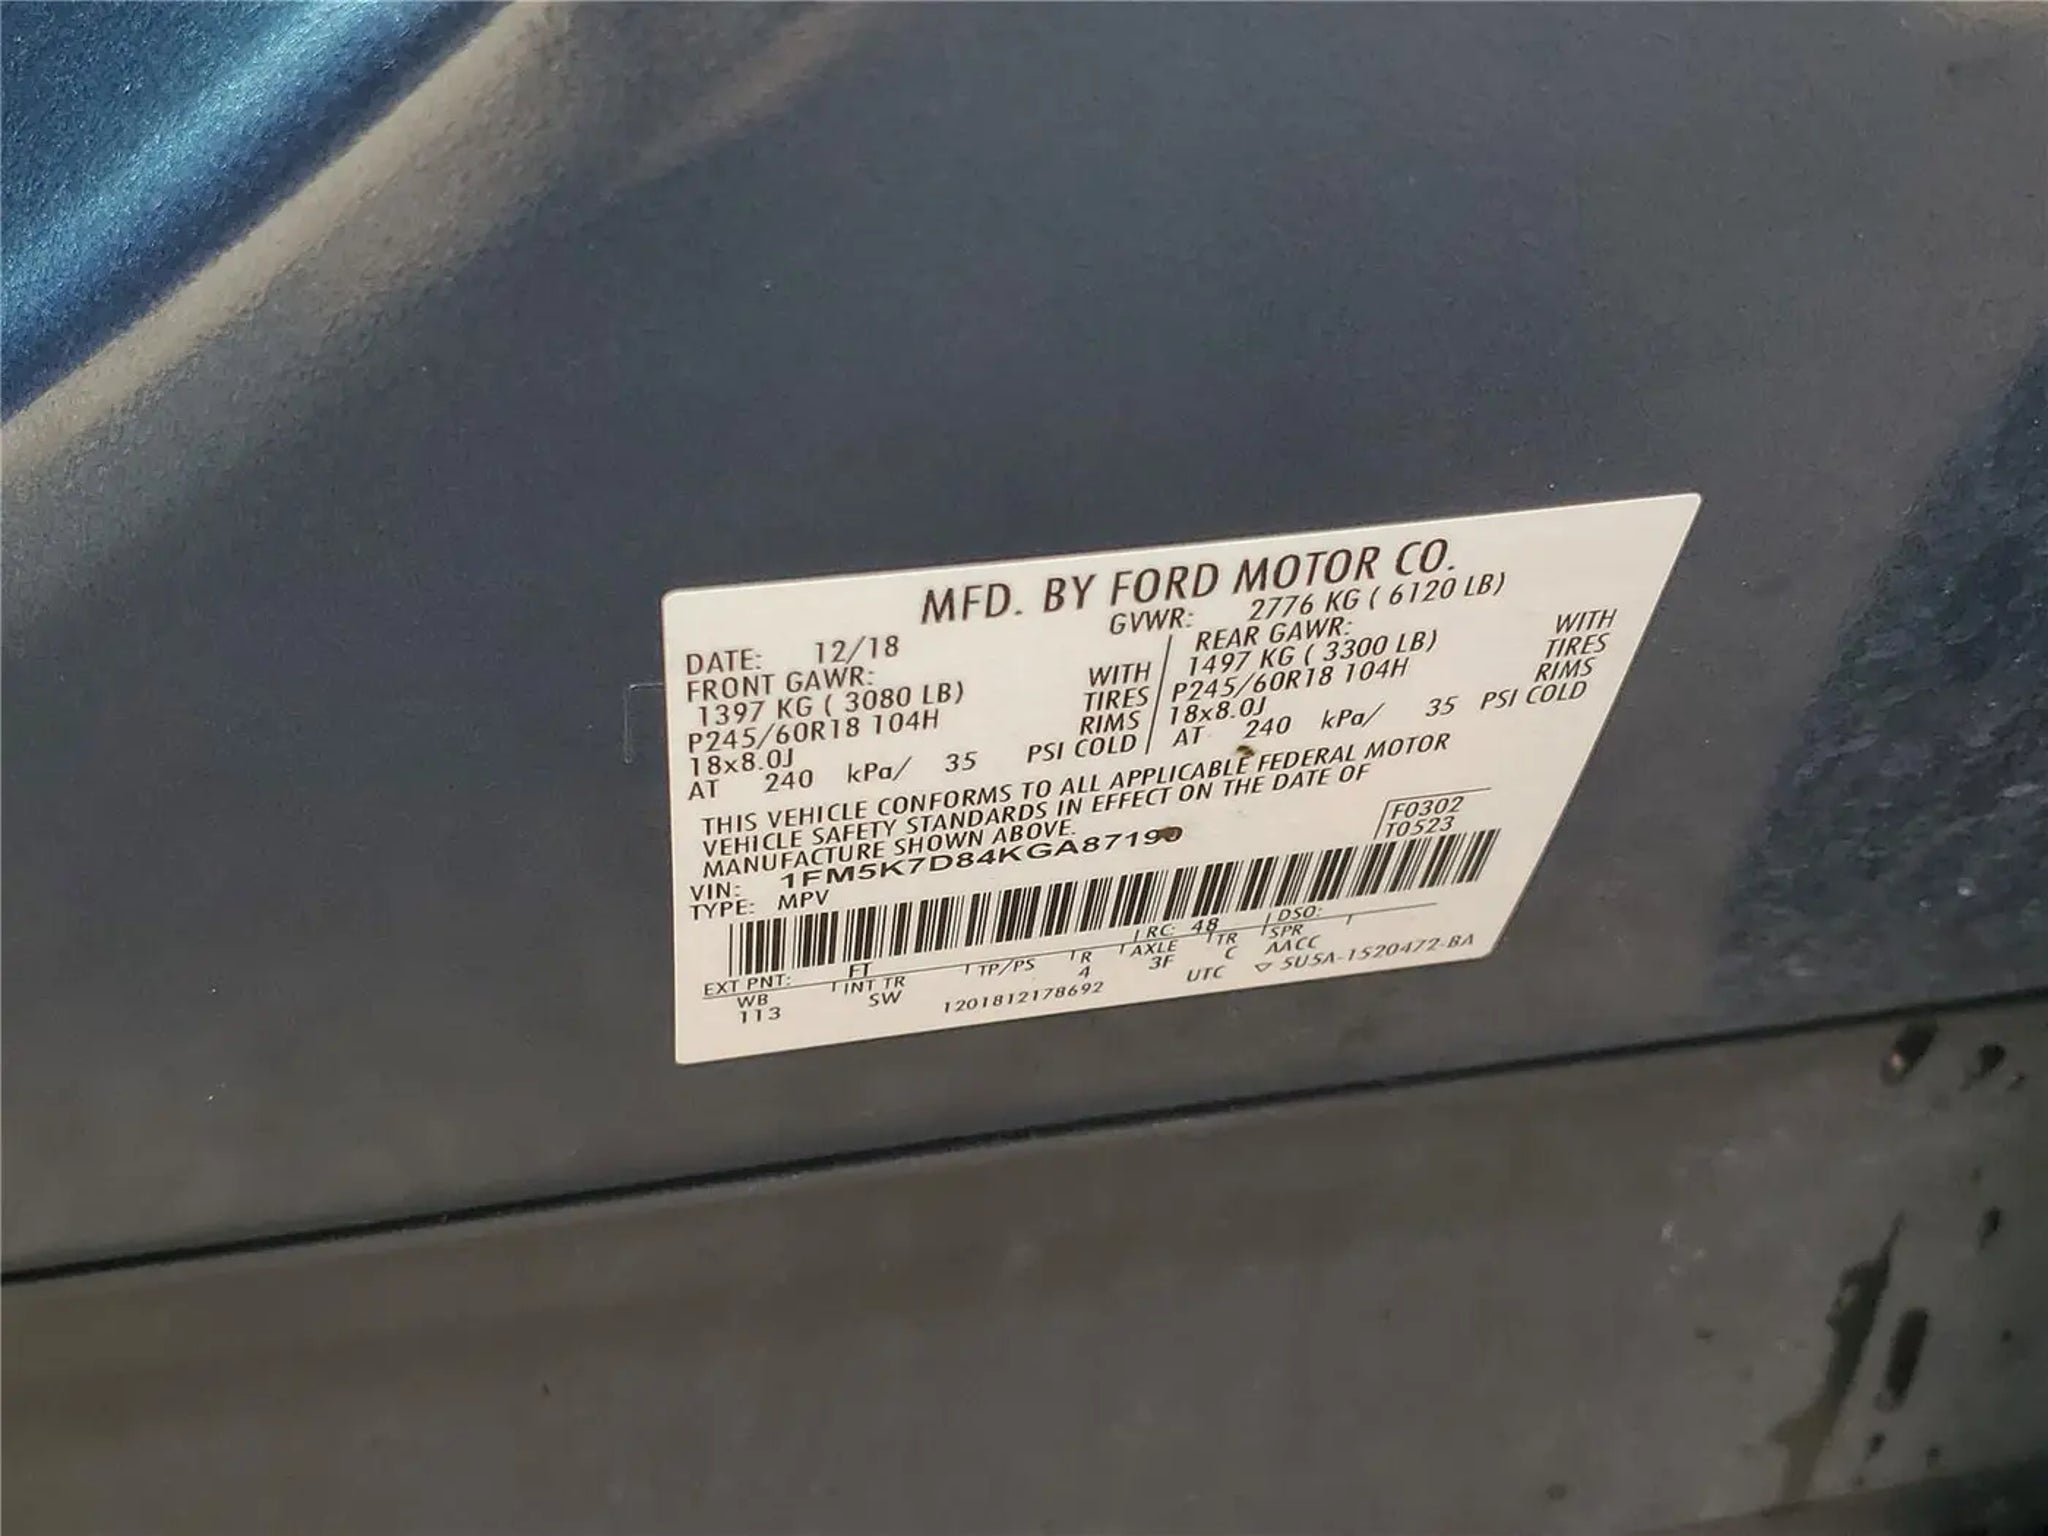 MFD. BY FORD MOTOR CO.
DATE: 12/18 GVWR: 2776 KG ( 6120 LB)
FRONT GAWR: WITH REAR GAWR: WITH
1397 KG ( 3080 LB) TIRES 1497 KG ( 3300 LB) TIRES
P245/60R18 104H RIMS P245/60R18 104H RIMS
18x8.0J PSI COLD 18x8.0J PSI COLD
AT 240 kPa/ 35 AT 240 kPa/ 35
THIS VEHICLE CONFORMS TO ALL APPLICABLE FEDERAL MOTOR
VEHICLE SAFETY STANDARDS IN EFFECT ON THE DATE OF
MANUFACTURE SHOWN ABOVE.
F0302
T0523
VIN: 1FM5K7D84KGA87190
TYPE: MPV
EXT PNT: FT RC: 48 DSO:
WB INT TR TP/PS R AXLE TR SPR
113 SW 4 3F C AACC
1201812178692 UTC ▽ 5U5A-1520472-BA